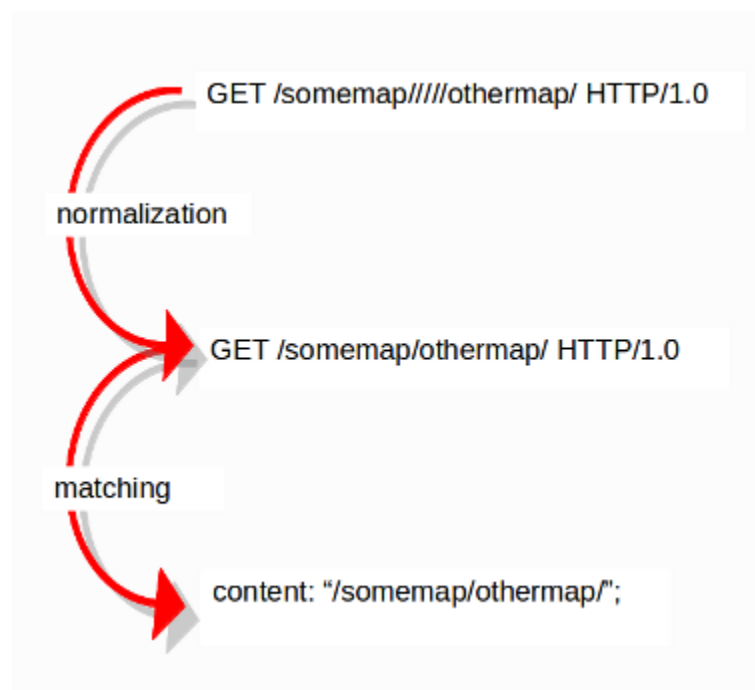 GET /somemap/////othermap/ HTTP/1.0
normalization
GET /somemap/othermap/ HTTP/1.0
matching
content: “/somemap/othermap/”;